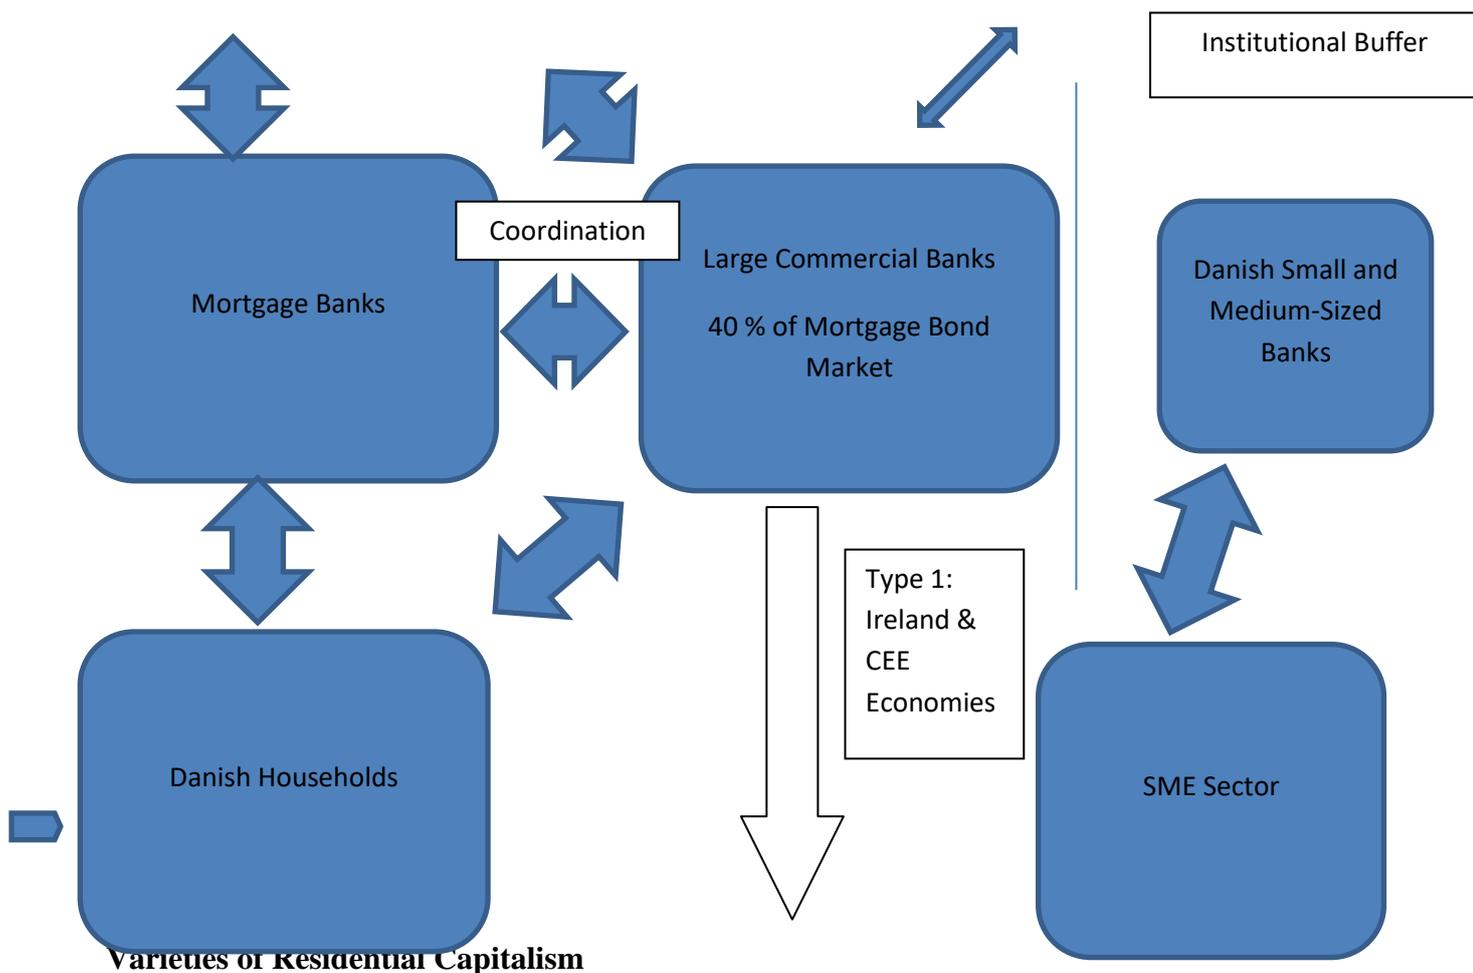 Institutional Buffer
Coordination
Mortgage Banks
Large Commercial Banks
40 % of Mortgage Bond
Market
Danish Small and
Medium-Sized
Banks
Type 1:
Ireland &
CEE
Economies
Danish Households
SME Sector
Varieties of Residential Capitalism